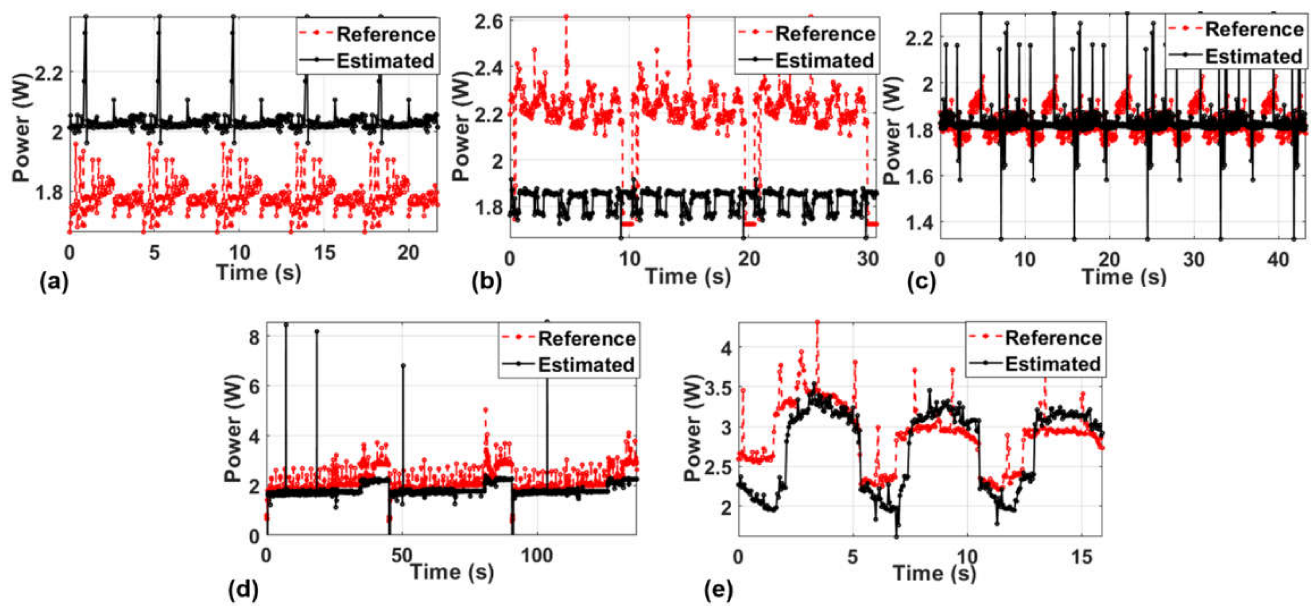 Reference
Estimated
2.2
2
1.8
Power (W)
0 5 10 15 20
Time (s)
(a)
Reference
Estimated
2.6
2.4
2.2
2
1.8
Power (W)
0 10 20 30
Time (s)
(b)
Reference
Estimated
2.2
2
1.8
1.6
1.4
Power (W)
0 10 20 30 40
Time (s)
(c)
Reference
Estimated
8
6
4
2
0
Power (W)
0 50 100
Time (s)
(d)
Reference
Estimated
4
3.5
3
2.5
2
Power (W)
0 5 10 15
Time (s)
(e)